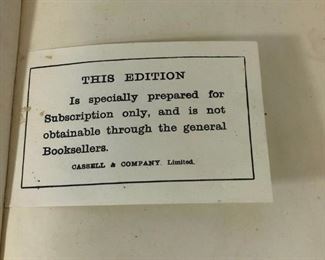 THIS EDITION
Is specially prepared for
Subscription only, and is not
obtainable through the general
Booksellers.
CASSELL & COMPANY. Limited.